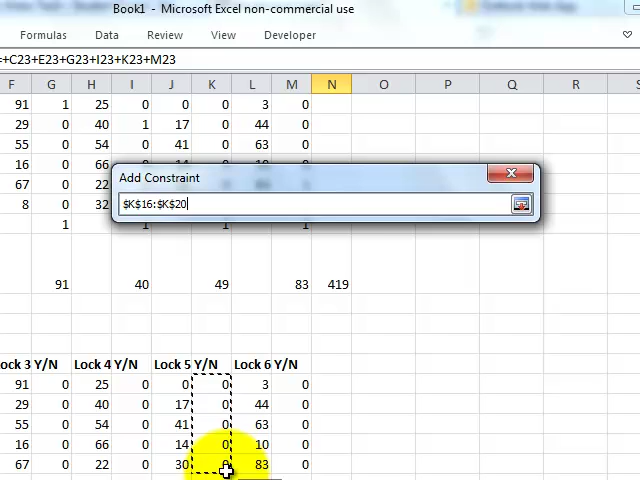 Book1 - Microsoft Excel non-commercial use
Formulas Data Review View Developer
=+C23+E23+G23+I23+K23+M23
F G H I J K L M N O P Q R S
91 1 25 0 0 0 3 0
29 0 40 1 17 0 44 0
55 0 54 0 41 0 63 0
16 0 66
67 0 22
8 0 32
Add Constraint
$K$16:$K$20
1
91 40 49 83 419
Lock 3 Y/N Lock 4 Y/N Lock 5 Y/N Lock 6 Y/N
91 0 25 0 0 0 3 0
29 0 40 0 17 0 44 0
55 0 54 0 41 0 63 0
16 0 66 0 14 0 10 0
67 0 22 0 30 0 83 0